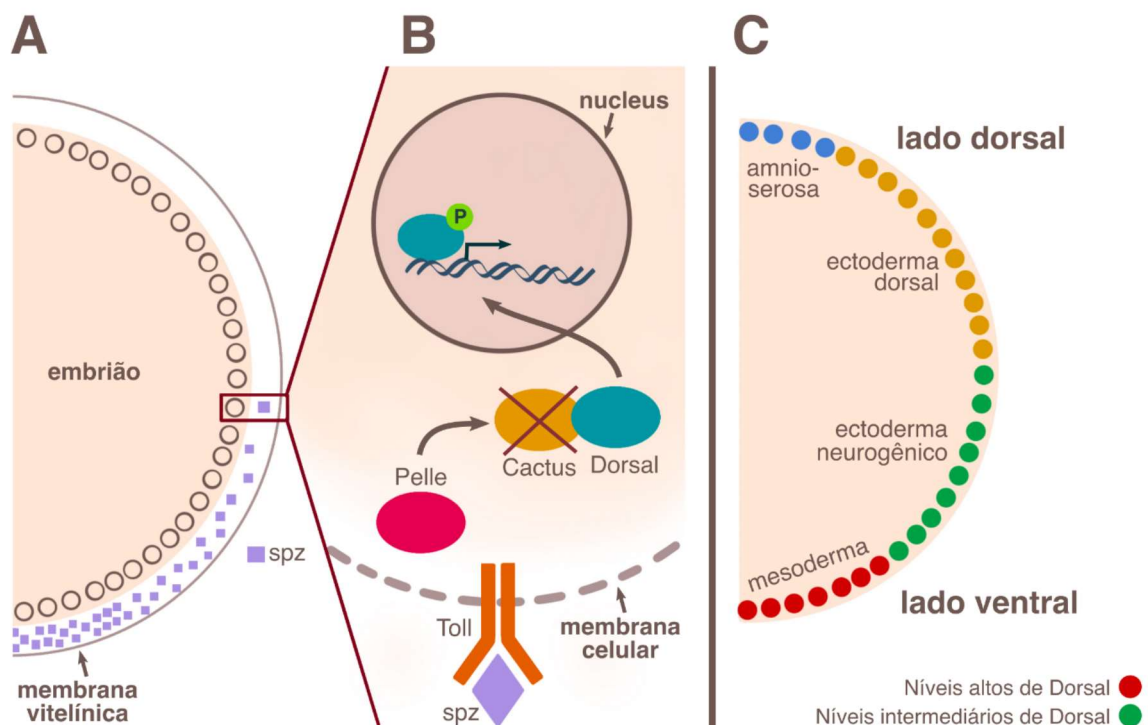 A
embrião
spz
membrana
vitelínica
B
nucleus
P
Cactus
Dorsal
Pelle
Toll
membrana
celular
spz
C
lado dorsal
amnio-
serosa
ectoderma
dorsal
ectoderma
neurogênico
mesoderma
lado ventral
Níveis altos de Dorsal
Níveis intermediários de Dorsal